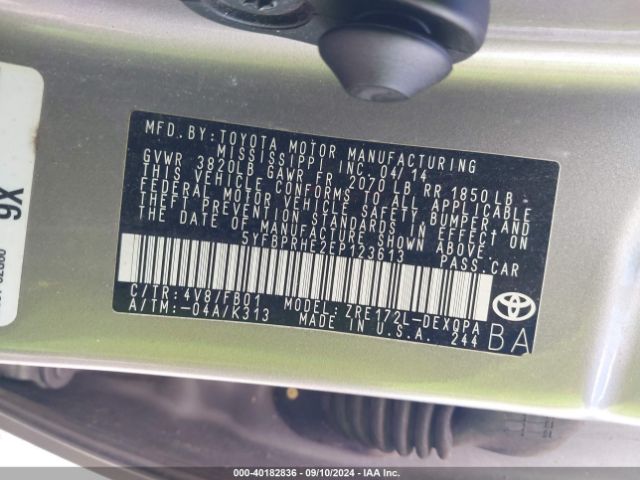 MFD.BY:TOYOTA MOTOR MANUFACTURING
MISSISSIPPI, INC. 04/14
GVWR 3820LB GAWR FR 2070 LB RR 1850 LB
THIS VEHICLE CONFORMS TO ALL APPLICABLE
FEDERAL MOTOR VEHICLE SAFETY, BUMPER, AND
THEFT PREVENTION STANDARDS IN EFFECT ON
THE DATE OF MANUFACTURE SHOWN ABOVE.
5YFBPRHE2EP123613 PASS.CAR
C/TR:4V8/FB01 MODEL:ZRE172L-DEXQPA
A/TM:-04A/K313 MADE IN U.S.A. 244
BA
X6
000-40182836 - 09/10/2024 - IAA Inc.